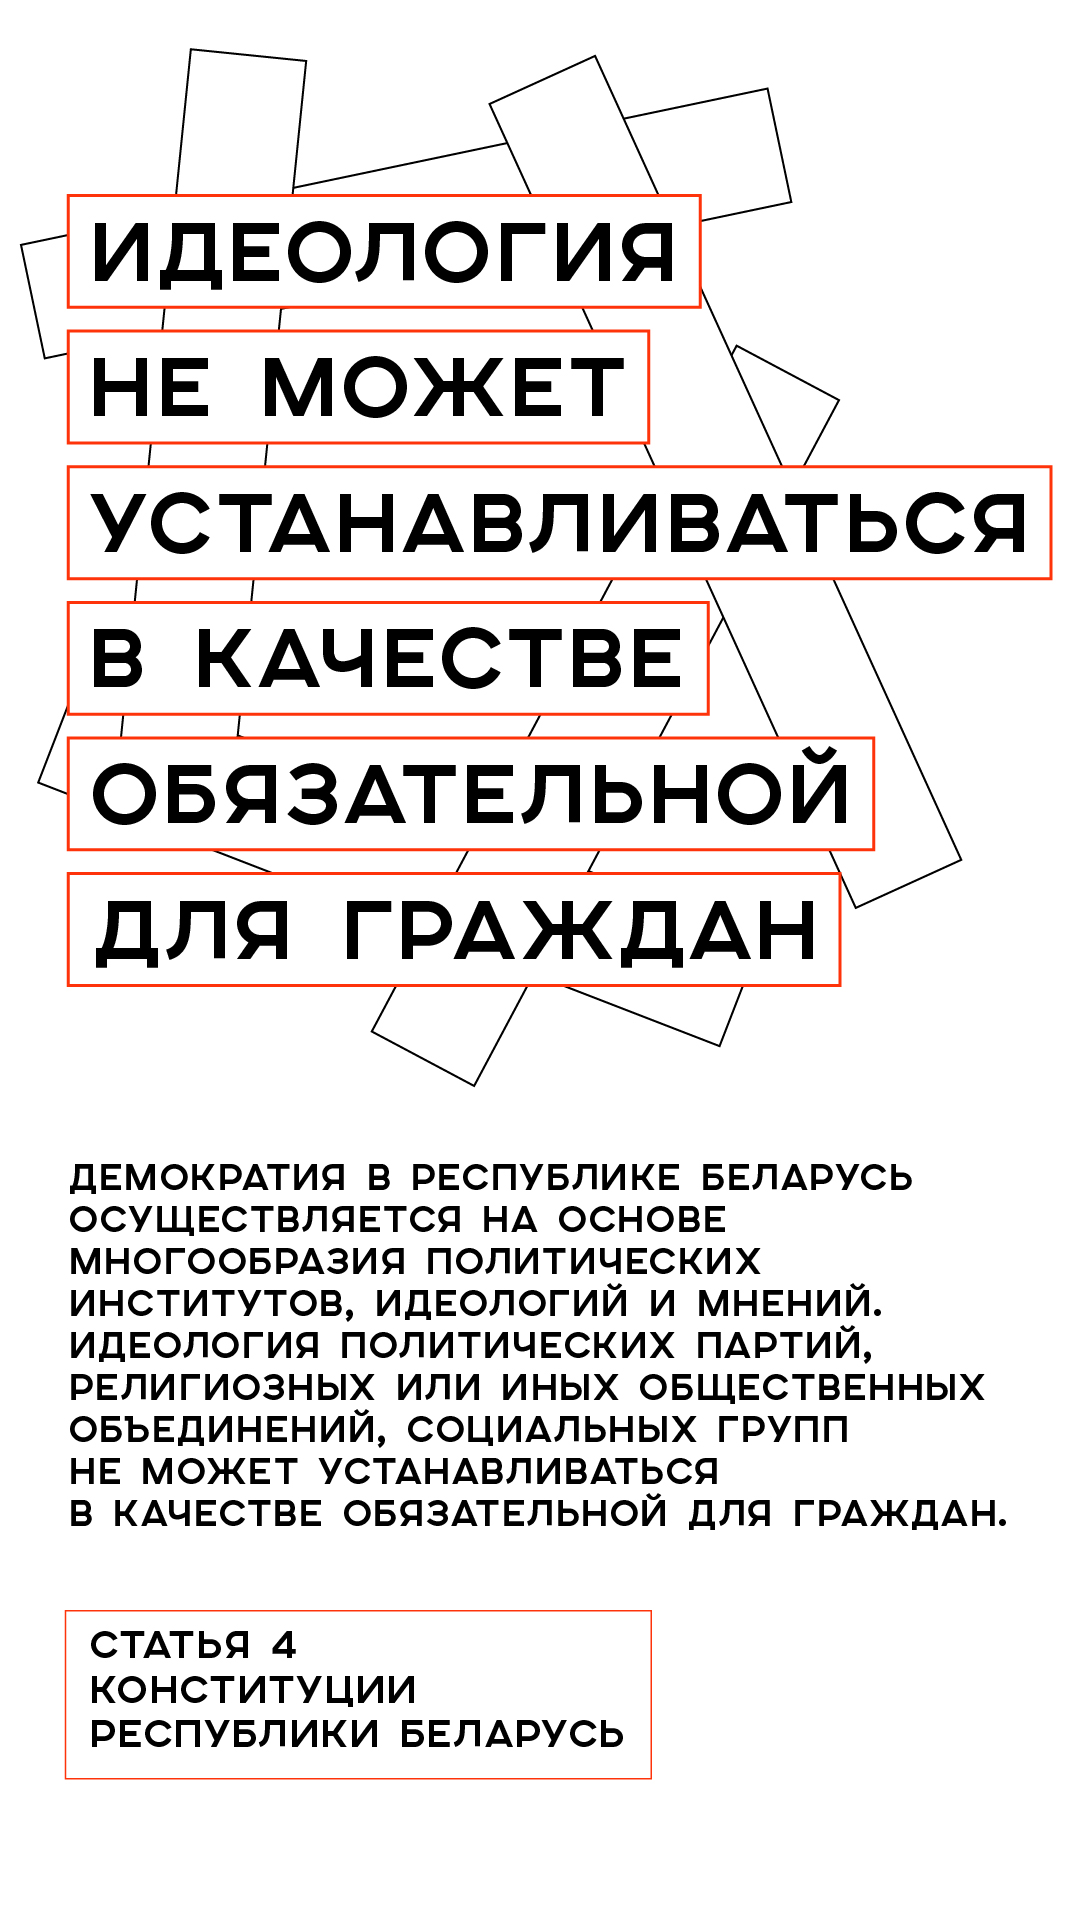 ИДЕОЛОГИЯ
НЕ МОЖЕТ
УСТАНАВЛИВАТЬСЯ
В КАЧЕСТВЕ
ОБЯЗАТЕЛЬНОЙ
ДЛЯ ГРАЖДАН
ДЕМОКРАТИЯ В РЕСПУБЛИКЕ БЕЛАРУСЬ
ОСУЩЕСТВЛЯЕТСЯ НА ОСНОВЕ
МНОГООБРАЗИЯ ПОЛИТИЧЕСКИХ
ИНСТИТУТОВ, ИДЕОЛОГИЙ И МНЕНИЙ.
ИДЕОЛОГИЯ ПОЛИТИЧЕСКИХ ПАРТИЙ,
РЕЛИГИОЗНЫХ ИЛИ ИНЫХ ОБЩЕСТВЕННЫХ
ОБЪЕДИНЕНИЙ, СОЦИАЛЬНЫХ ГРУПП
НЕ МОЖЕТ УСТАНАВЛИВАТЬСЯ
В КАЧЕСТВЕ ОБЯЗАТЕЛЬНОЙ ДЛЯ ГРАЖДАН.
СТАТЬЯ 4
КОНСТИТУЦИИ
РЕСПУБЛИКИ БЕЛАРУСЬ